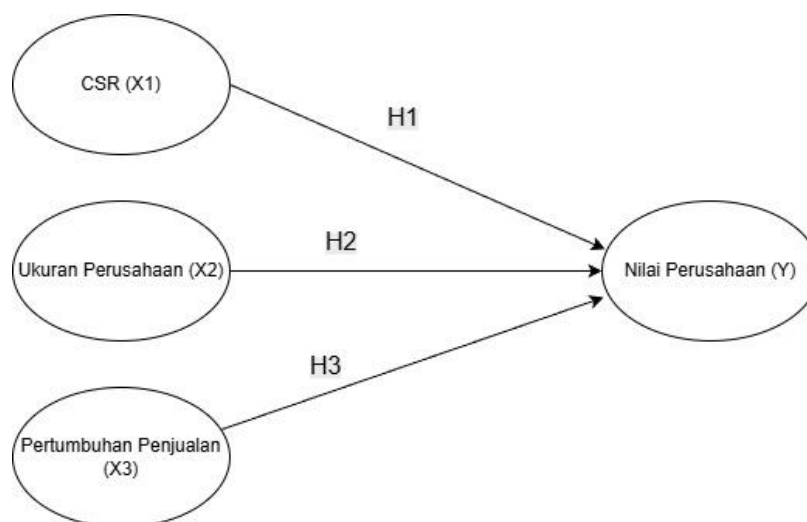 CSR (X1)
H1
Ukuran Perusahaan (X2)
H2
Nilai Perusahaan (Y)
H3
Pertumbuhan Penjualan
(X3)